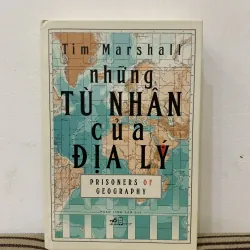 Tim Marshall
những
TÙ NHÂN
của
ĐỊA LÝ
PRISONERS OF
GEOGRAPHY